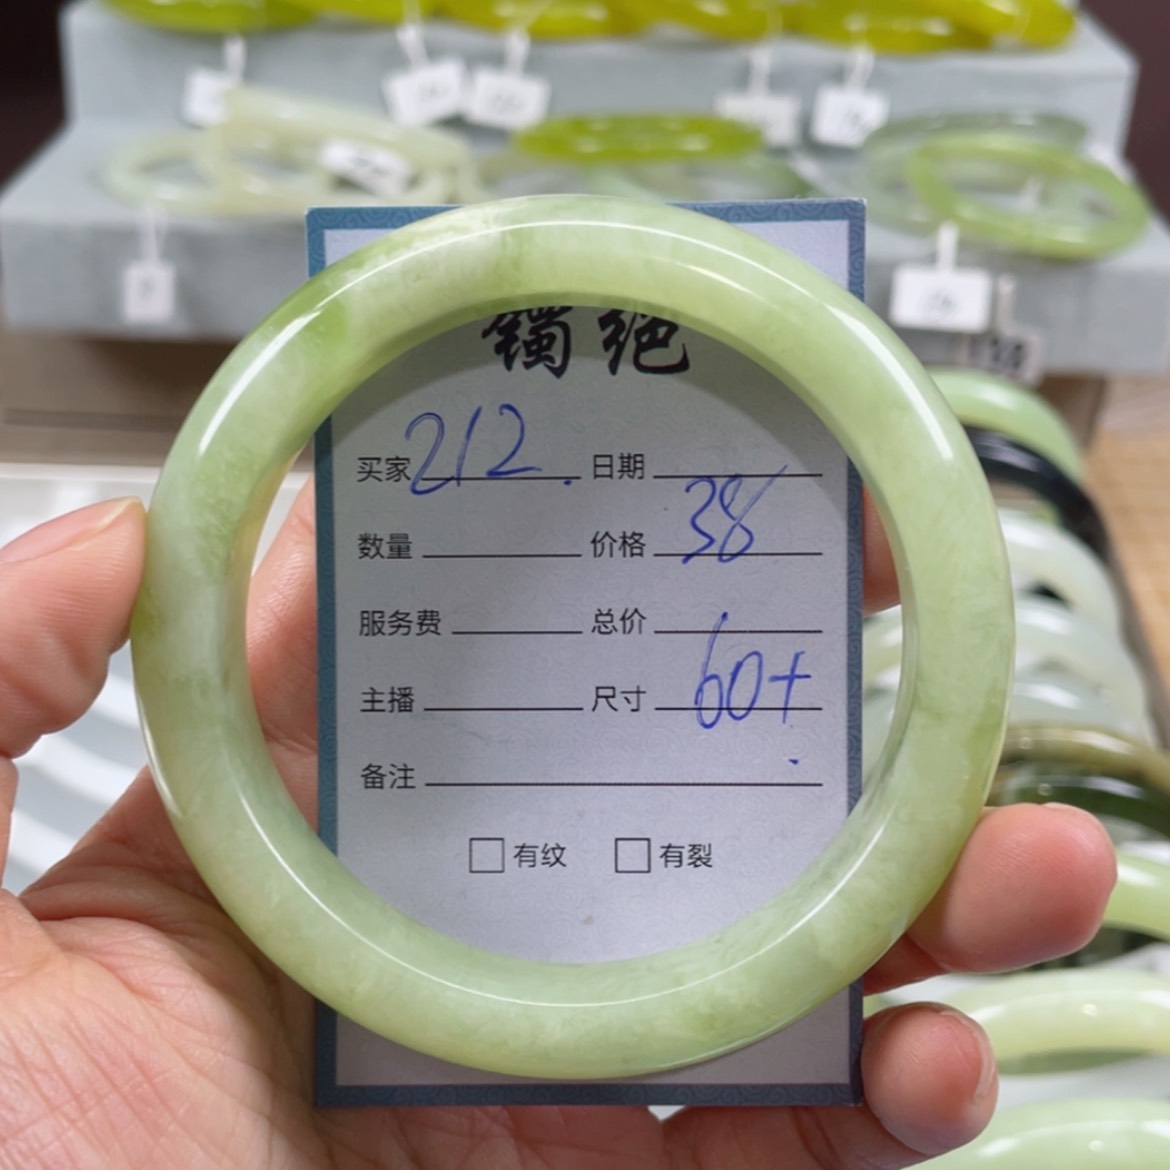 镯绝
买家 212. 日期
数量 价格 38
服务费 总价
主播 尺寸 60+
备注
□有纹 □有裂